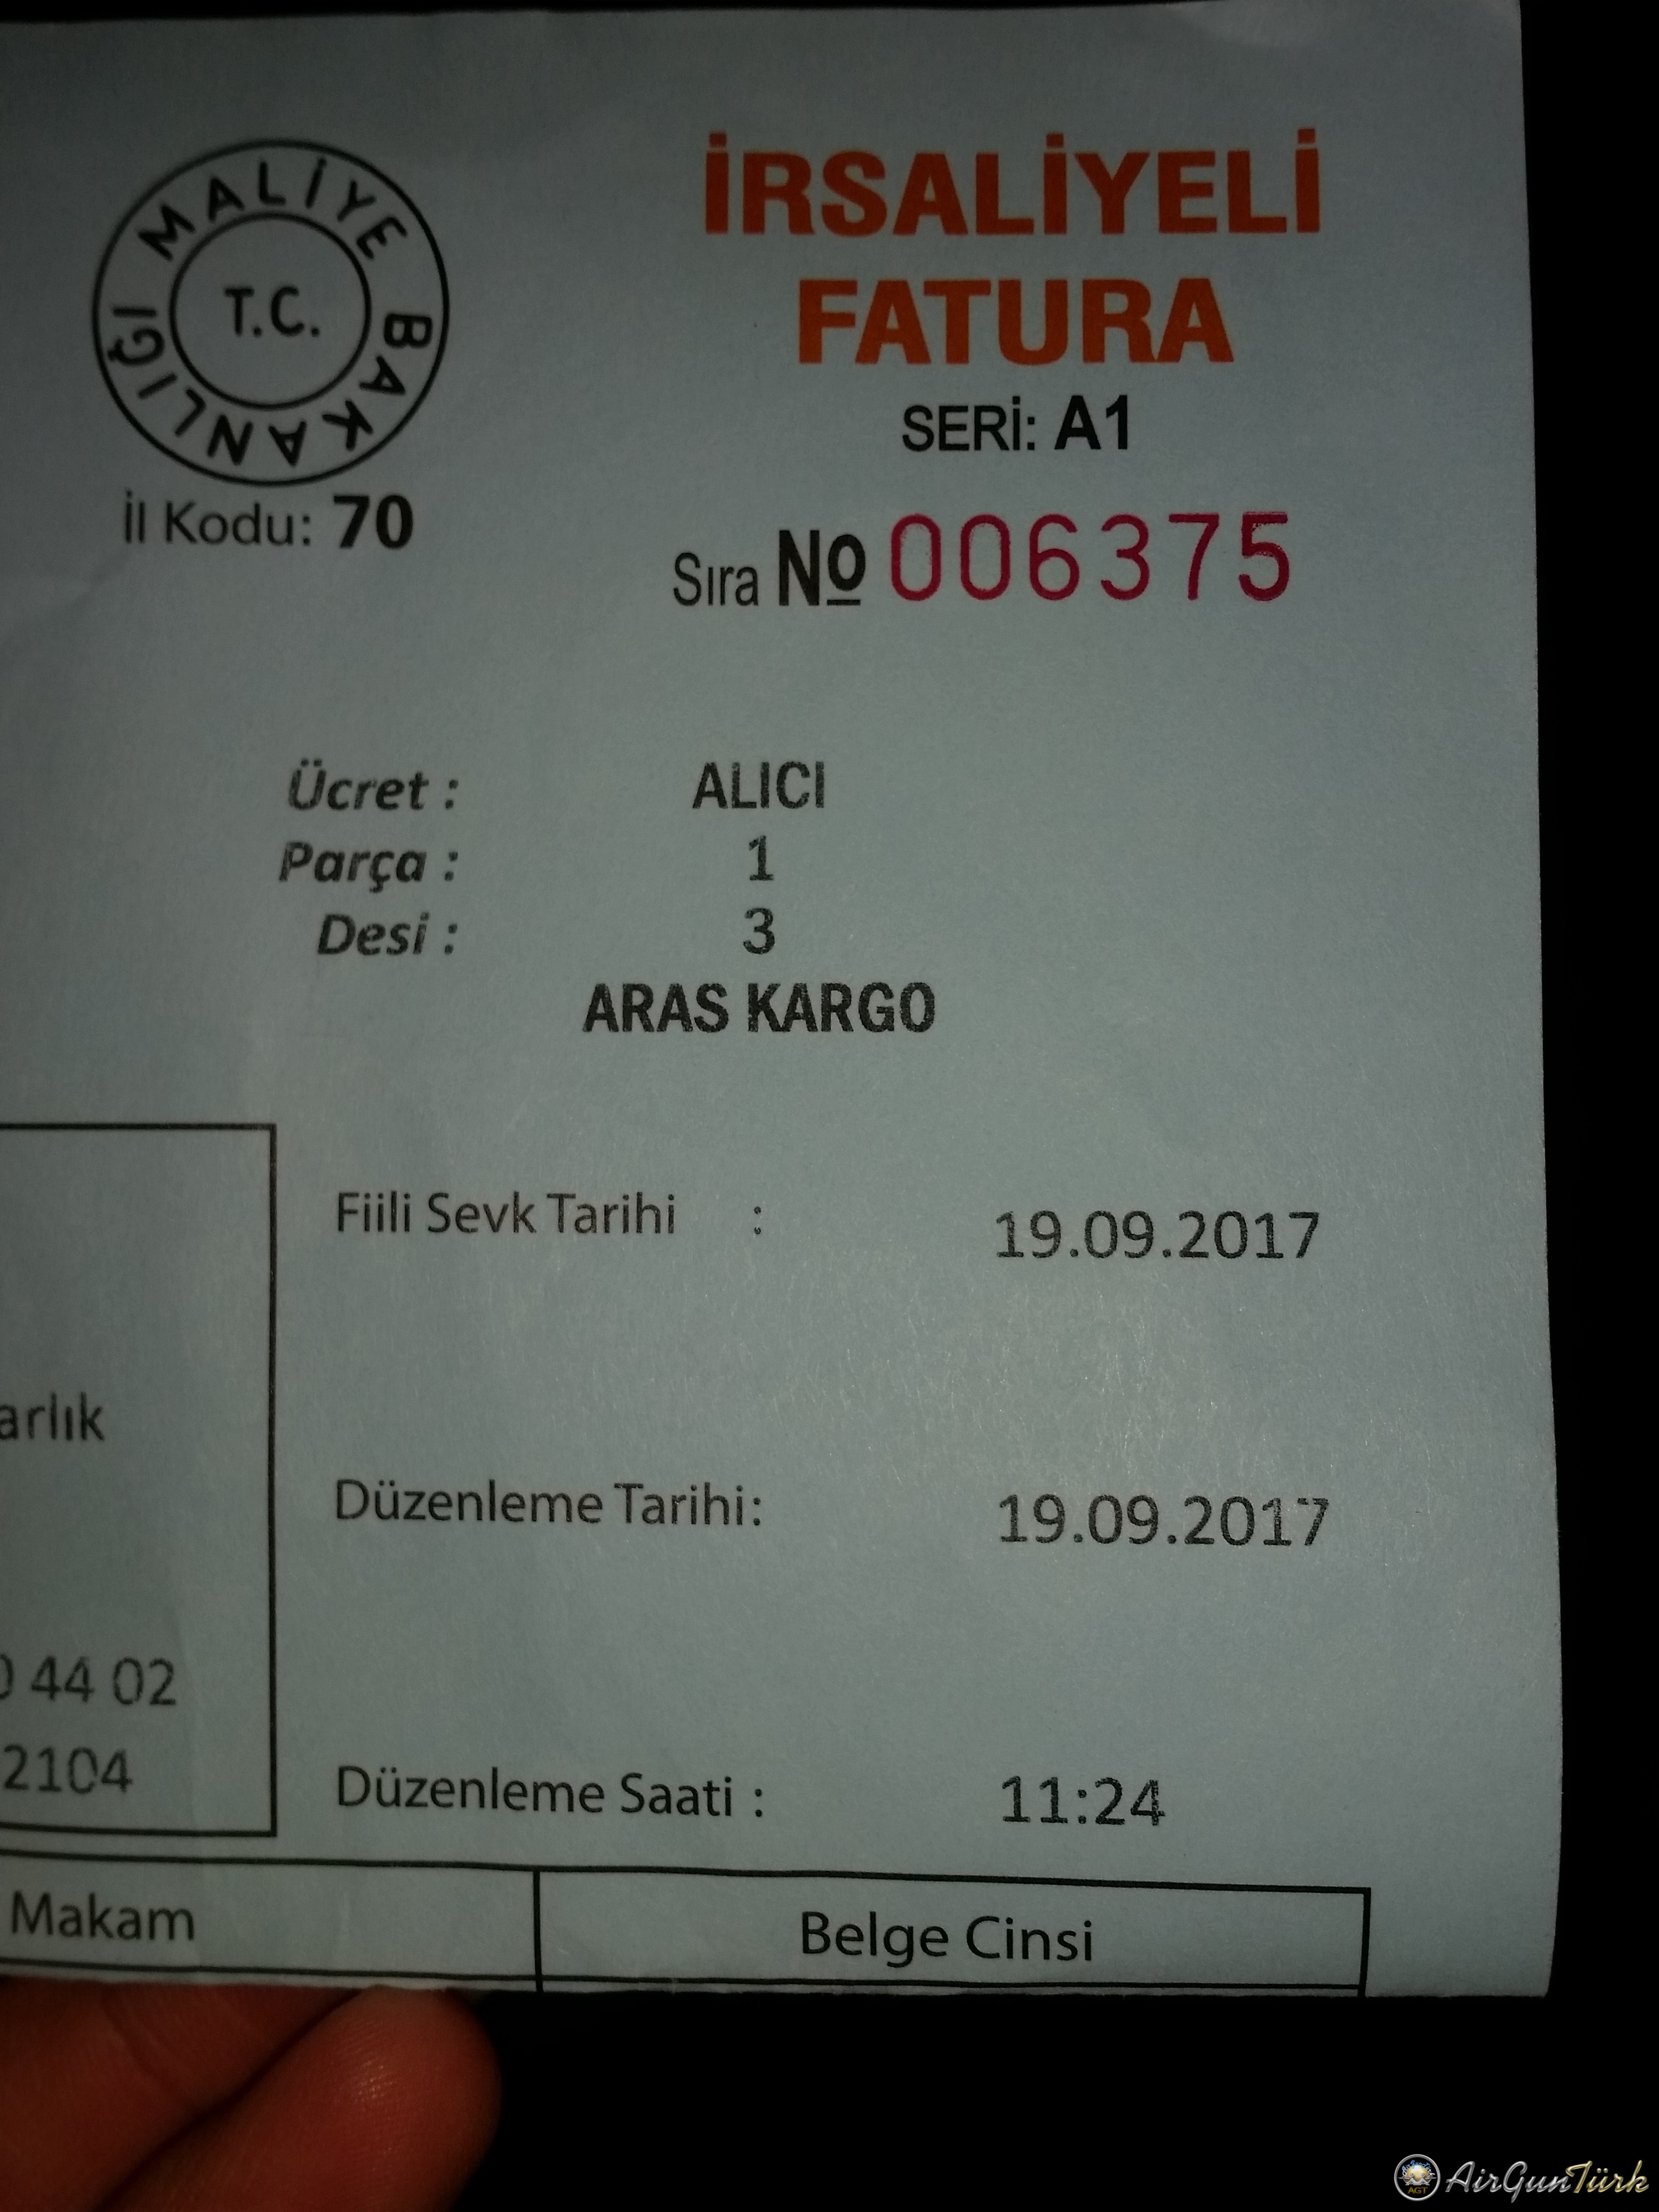 MALİYE BAKANLIĞI
T.C.
İl Kodu: 70
İRSALİYELİ
FATURA
SERİ: A1
Sıra No 006375
Ücret : ALICI
Parça : 1
Desi : 3
ARAS KARGO
Fiili Sevk Tarihi : 19.09.2017
arlık
Düzenleme Tarihi: 19.09.2017
44 02
2104
Düzenleme Saati : 11:24
Makam
Belge Cinsi
AGT
AirGunTürk